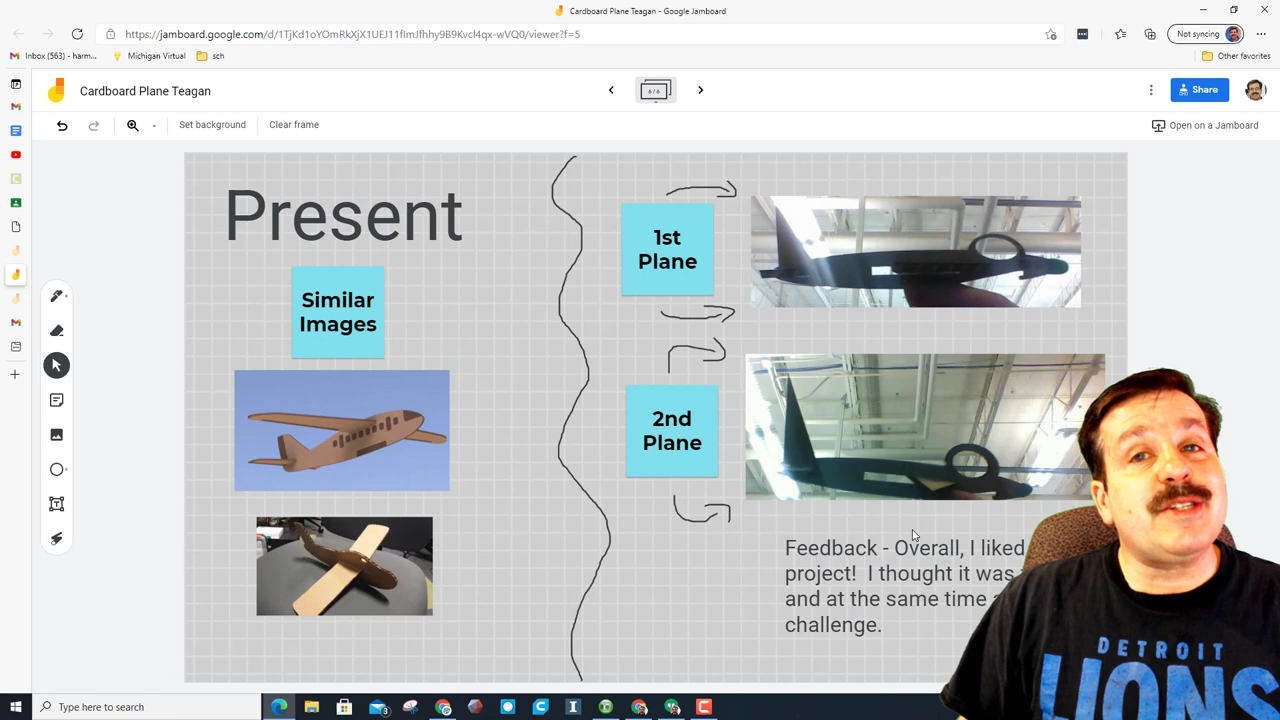 Cardboard Plane Teagan - Google Jamboard
https://jamboard.google.com/d/1TjKd1oYOmRkXjX1UEJ11fImJfhhy9B9Kvcl4qx-wVQ0/viewer?f=5
Not syncing
Inbox (563) - harm...
Michigan Virtual
sch
Other favorites
Cardboard Plane Teagan
6 / 6
Share
Set background
Clear frame
Open on a Jamboard
Present
Similar
Images
1st
Plane
2nd
Plane
Feedback - Overall, I liked
project! I thought it was
and at the same time
challenge.
DETROIT
LIONS
Type here to search